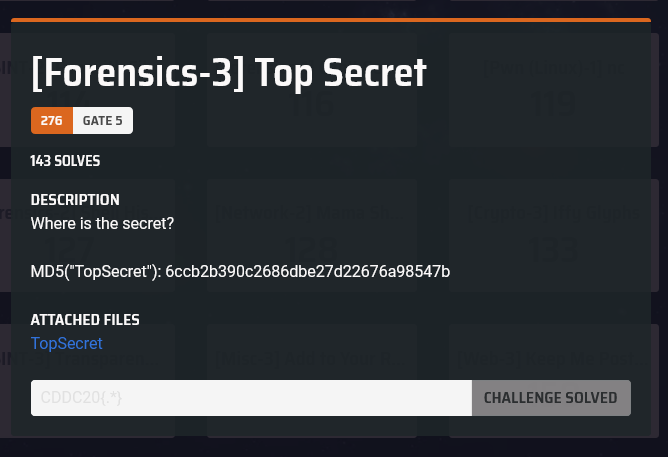 [Forensics-3] Top Secret
276 GATE 5
143 SOLVES
DESCRIPTION
Where is the secret?
MD5("TopSecret"): 6ccb2b390c2686dbe27d22676a98547b
ATTACHED FILES
TopSecret
CDDC20{.*} CHALLENGE SOLVED